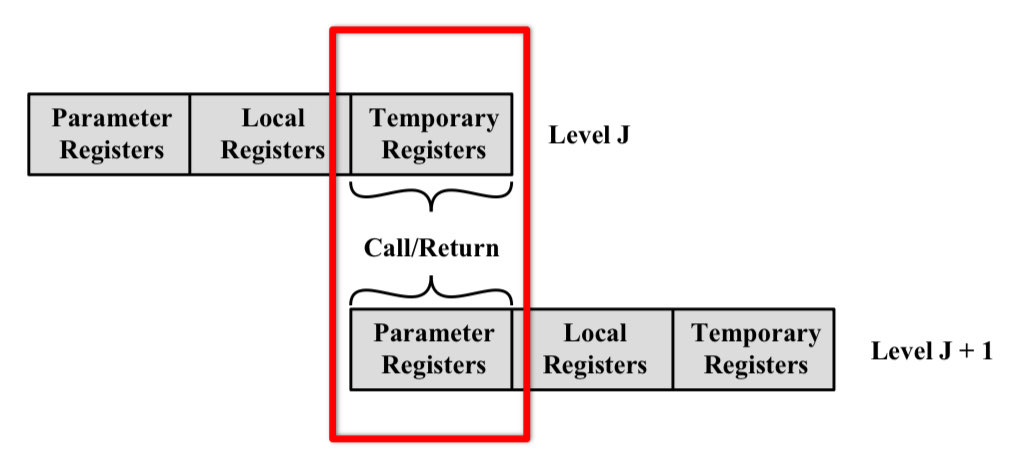 Parameter
Registers
Local
Registers
Temporary
Registers
Level J
Call/Return
Parameter
Registers
Local
Registers
Temporary
Registers
Level J + 1